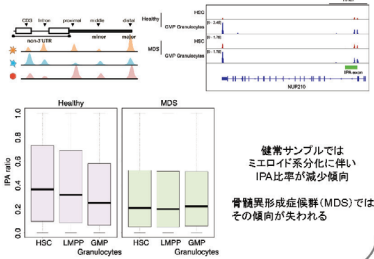 CDS Intron proximal middle distal
non-3'UTR
minor major
Healthy
HSC
GMP Granulocytes
MDS
HSC
GMP Granulocytes
IPA
NUP210
IPA ratio
0.0 0.2 0.4 0.6 0.8 1.0
Healthy
MDS
HSC LMPP GMP
Granulocytes
HSC LMPP GMP
Granulocytes
健常サンプルでは
ミエロイド系分化に伴い
IPA比率が減少傾向
骨髄異形成症候群(MDS)では
その傾向が失われる